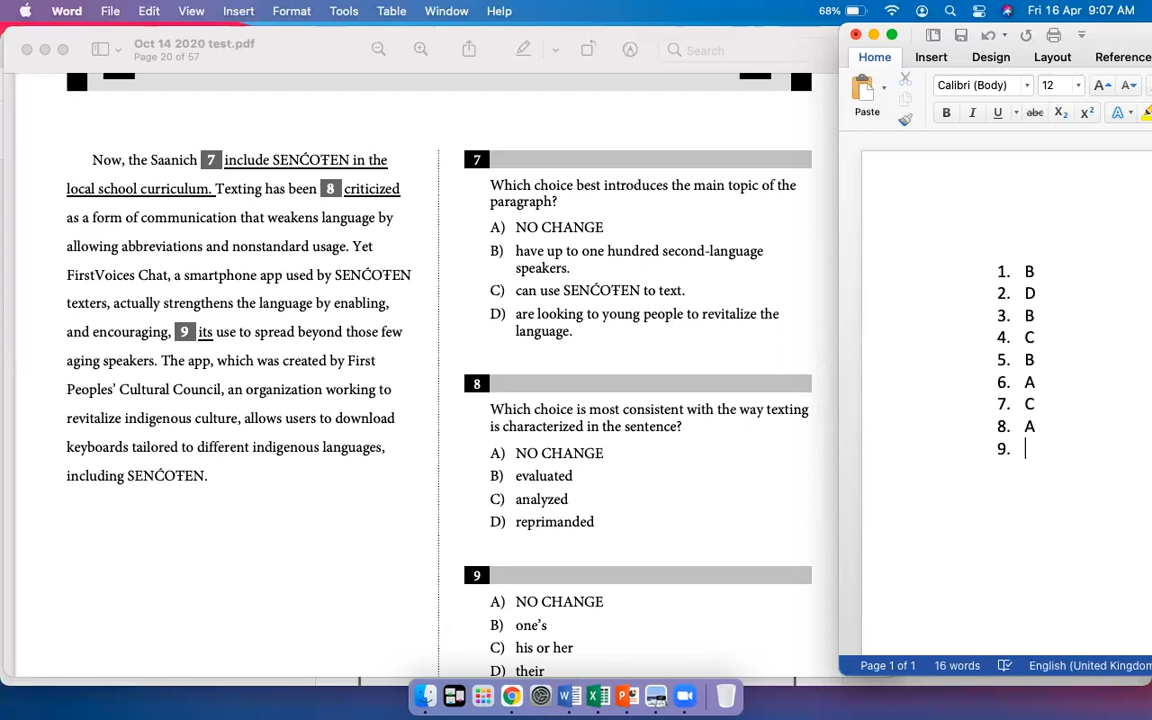 Word File Edit View Insert Format Tools Table Window Help 68% Fri 16 Apr 9:07 AM
Oct 14 2020 test.pdf
Page 20 of 57
Search
Home Insert Design Layout Reference
Paste Calibri (Body) 12 A A
B I U abc X₂ X² A
Now, the Saanich 7 include SENĆOŦEN in the
local school curriculum. Texting has been 8 criticized
as a form of communication that weakens language by
allowing abbreviations and nonstandard usage. Yet
FirstVoices Chat, a smartphone app used by SENĆOŦEN
texters, actually strengthens the language by enabling,
and encouraging, 9 its use to spread beyond those few
aging speakers. The app, which was created by First
Peoples’ Cultural Council, an organization working to
revitalize indigenous culture, allows users to download
keyboards tailored to different indigenous languages,
including SENĆOŦEN.
7
Which choice best introduces the main topic of the
paragraph?
A) NO CHANGE
B) have up to one hundred second-language
speakers.
C) can use SENĆOŦEN to text.
D) are looking to young people to revitalize the
language.
8
Which choice is most consistent with the way texting
is characterized in the sentence?
A) NO CHANGE
B) evaluated
C) analyzed
D) reprimanded
9
A) NO CHANGE
B) one’s
C) his or her
D) their
1. B
2. D
3. B
4. C
5. B
6. A
7. C
8. A
9.
Page 1 of 1 16 words English (United Kingdom